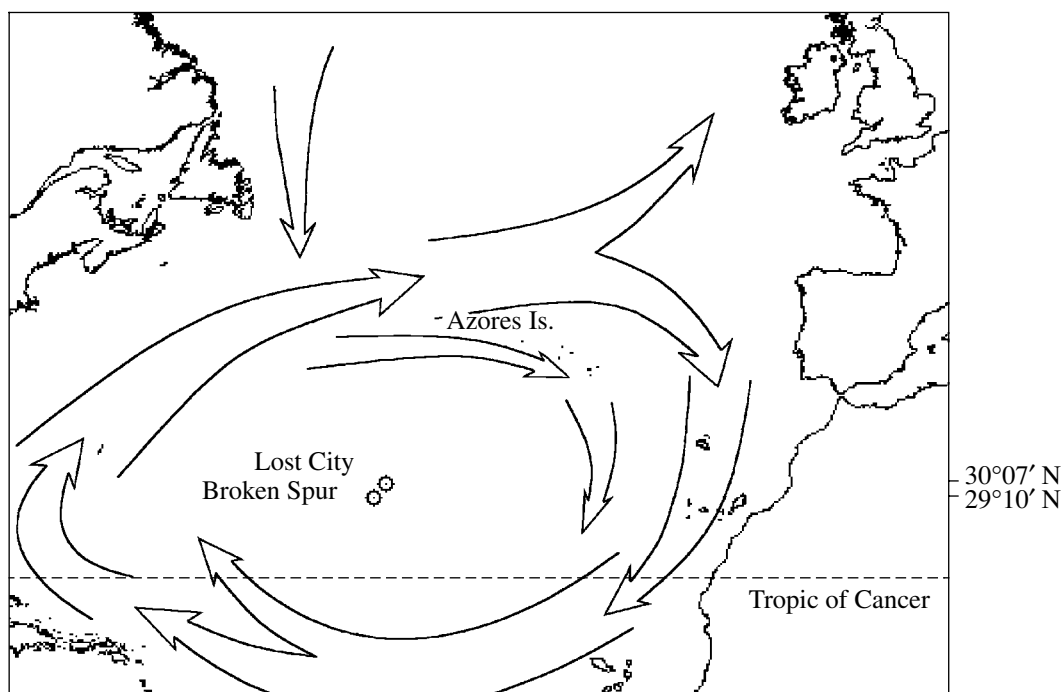 Azores Is.
Lost City
Broken Spur
30°07′ N
29°10′ N
Tropic of Cancer